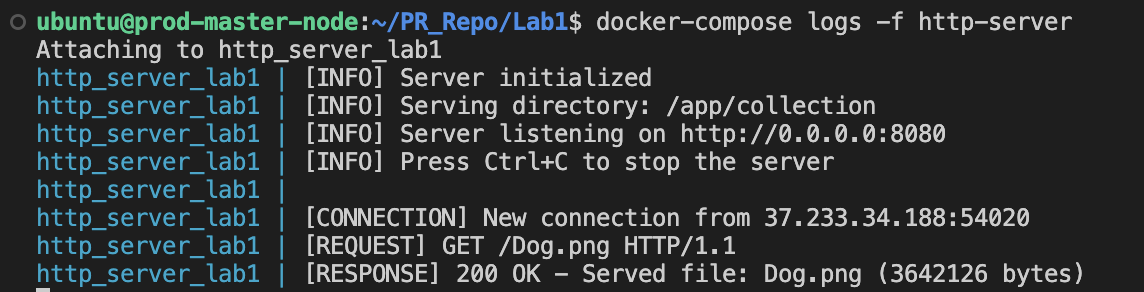 ubuntu@prod-master-node:~/PR_Repo/Lab1$ docker-compose logs -f http-server
Attaching to http_server_lab1
http_server_lab1 | [INFO] Server initialized
http_server_lab1 | [INFO] Serving directory: /app/collection
http_server_lab1 | [INFO] Server listening on http://0.0.0.0:8080
http_server_lab1 | [INFO] Press Ctrl+C to stop the server
http_server_lab1 |
http_server_lab1 | [CONNECTION] New connection from 37.233.34.188:54020
http_server_lab1 | [REQUEST] GET /Dog.png HTTP/1.1
http_server_lab1 | [RESPONSE] 200 OK - Served file: Dog.png (3642126 bytes)